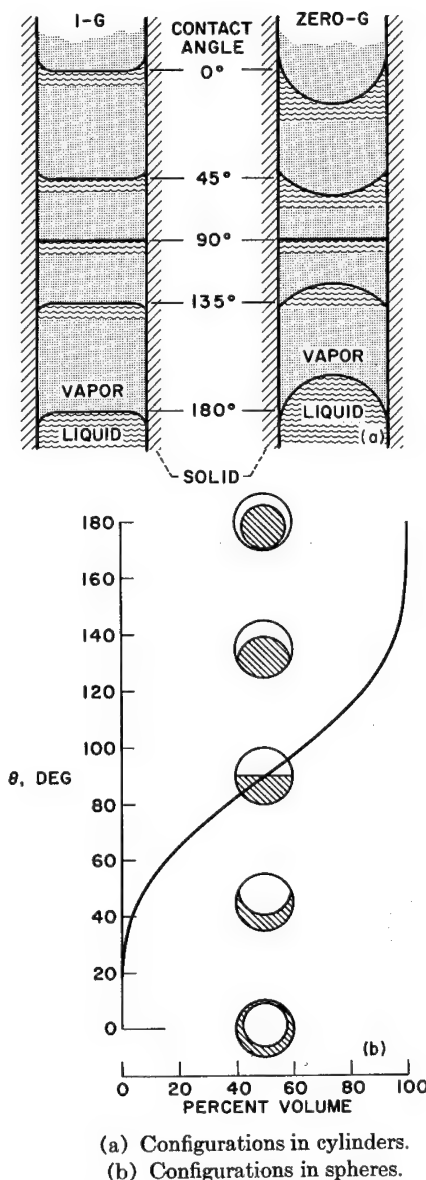 1-G
CONTACT ANGLE
ZERO-G
0°
45°
90°
135°
VAPOR
VAPOR
180°
LIQUID
LIQUID
(a)
SOLID
180
160
140
120
100
θ, DEG
80
60
40
20
0
(b)
0 20 40 60 80 100
PERCENT VOLUME
(a) Configurations in cylinders.
(b) Configurations in spheres.